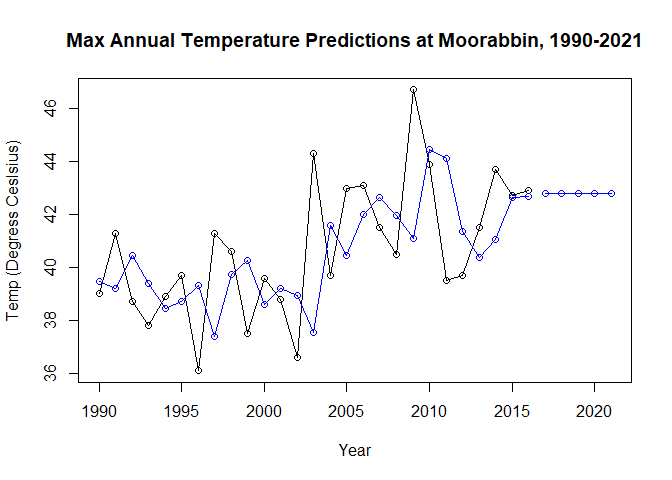 Max Annual Temperature Predictions at Moorabbin, 1990-2021
Temp (Degress Ceslsius)
46
44
42
40
38
36
1990 1995 2000 2005 2010 2015 2020
Year